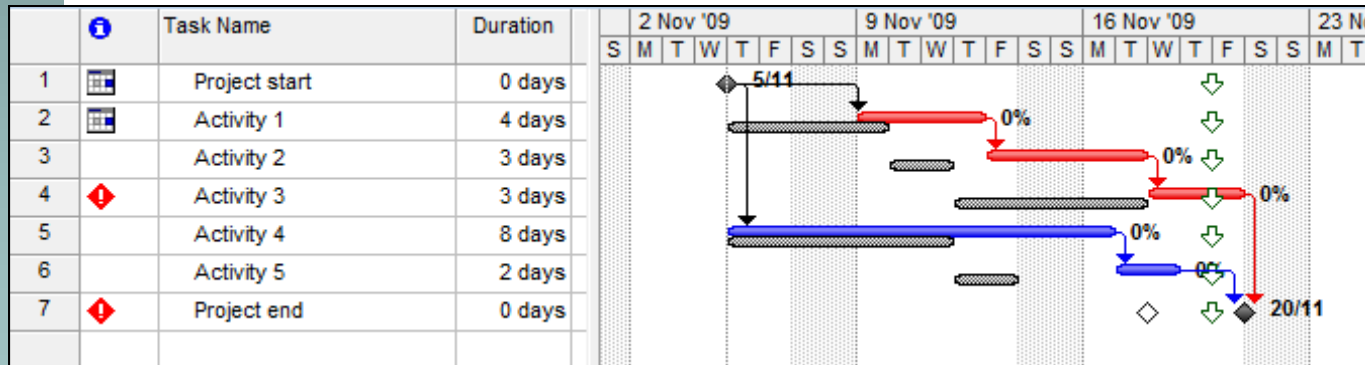 Task Name Duration 2 Nov '09 9 Nov '09 16 Nov '09 23 N
S M T W T F S S M T W T F S S M T W T F S S M T
1 Project start 0 days 5/11
2 Activity 1 4 days 0%
3 Activity 2 3 days 0%
4 Activity 3 3 days 0%
5 Activity 4 8 days 0%
6 Activity 5 2 days 0%
7 Project end 0 days 20/11